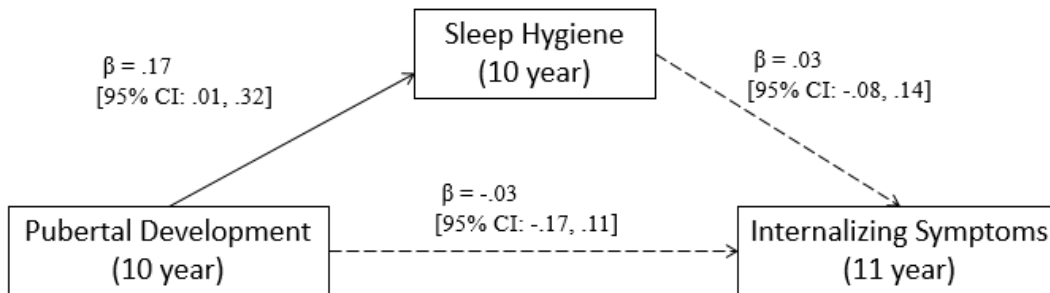 Sleep Hygiene
(10 year)
β = .17
[95% CI: .01, .32]
β = .03
[95% CI: -.08, .14]
β = -.03
[95% CI: -.17, .11]
Pubertal Development
(10 year)
Internalizing Symptoms
(11 year)